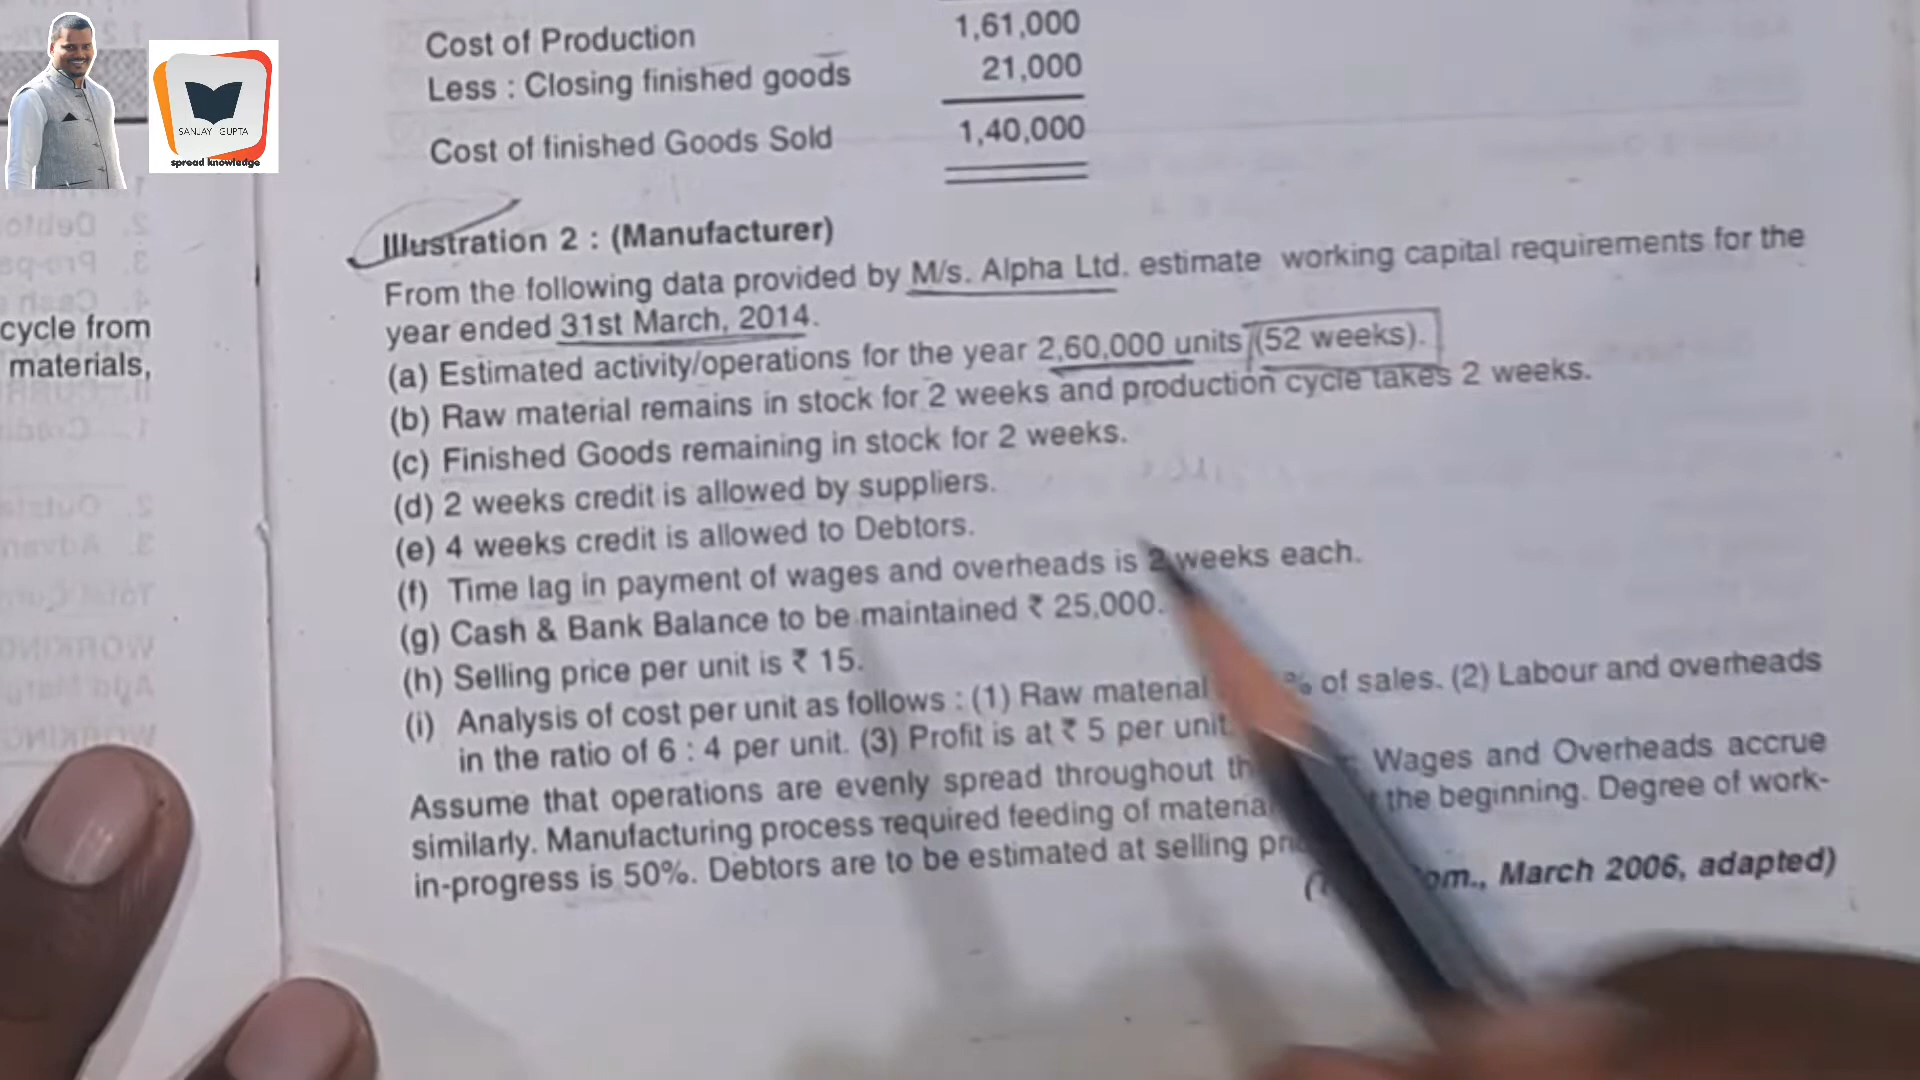 SANJAY GUPTA
spread knowledge
Cost of Production 1,61,000
Less : Closing finished goods 21,000
Cost of finished Goods Sold 1,40,000
cycle from
materials,
Illustration 2 : (Manufacturer)
From the following data provided by M/s. Alpha Ltd. estimate working capital requirements for the
year ended 31st March, 2014.
(a) Estimated activity/operations for the year 2,60,000 units (52 weeks).
(b) Raw material remains in stock for 2 weeks and production cycle takes 2 weeks.
(c) Finished Goods remaining in stock for 2 weeks.
(d) 2 weeks credit is allowed by suppliers.
(e) 4 weeks credit is allowed to Debtors.
(f) Time lag in payment of wages and overheads is 2 weeks each.
(g) Cash & Bank Balance to be maintained ₹ 25,000.
(h) Selling price per unit is ₹ 15.
(i) Analysis of cost per unit as follows : (1) Raw material % of sales. (2) Labour and overheads
in the ratio of 6 : 4 per unit. (3) Profit is at ₹ 5 per unit.
Assume that operations are evenly spread throughout Wages and Overheads accrue
similarly. Manufacturing process required feeding of material the beginning. Degree of work-
in-progress is 50%. Debtors are to be estimated at selling
March 2006, adapted)